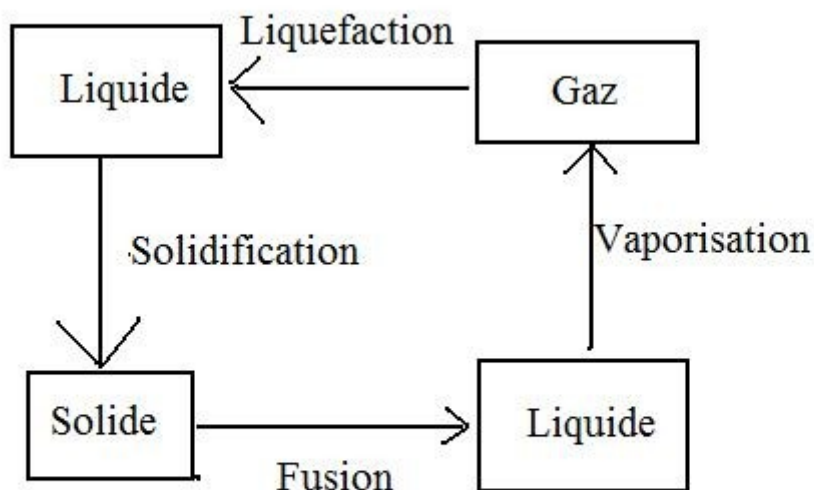 Liquefaction
Liquide
Gaz
Solidification
Vaporisation
Solide
Liquide
Fusion